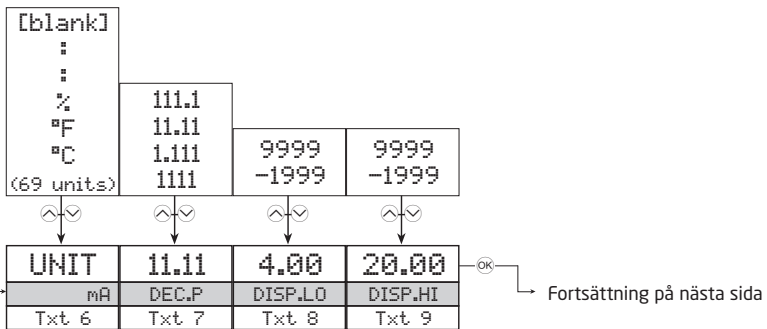 [blank]
:
:
%
°F
°C
(69 units)
111.1
11.11
1.111
1111
9999
-1999
9999
-1999
UNIT 11.11 4.00 20.00 OK
mA DEC.P DISP.LO DISP.HI
Txt 6 Txt 7 Txt 8 Txt 9
Fortsättning på nästa sida